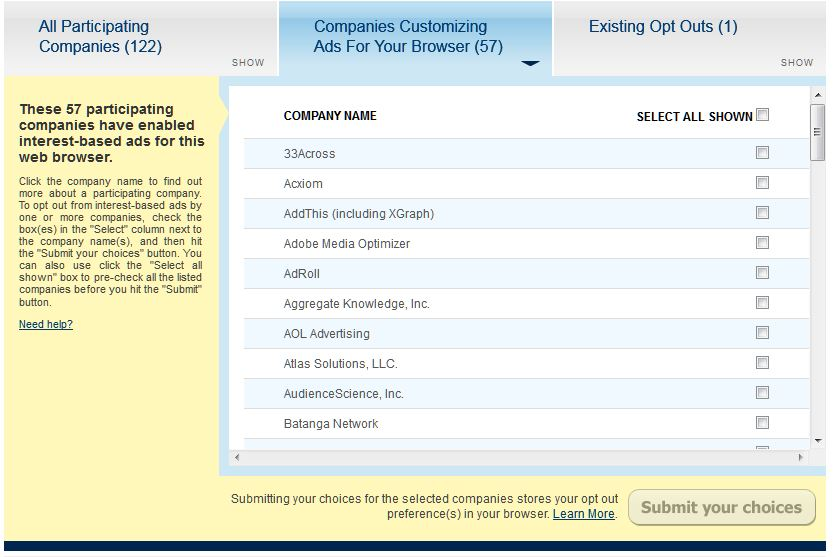 All Participating
Companies (122)
SHOW
Companies Customizing
Ads For Your Browser (57)
Existing Opt Outs (1)
SHOW
These 57 participating
companies have enabled
interest-based ads for this
web browser.
Click the company name to find out
more about a participating company.
To opt out from interest-based ads by
one or more companies, check the
box(es) in the "Select" column next to
the company name(s), and then hit
the "Submit your choices" button. You
can also use click the "Select all
shown" box to pre-check all the listed
companies before you hit the "Submit"
button.
Need help?
COMPANY NAME SELECT ALL SHOWN
33Across
Acxiom
AddThis (including XGraph)
Adobe Media Optimizer
AdRoll
Aggregate Knowledge, Inc.
AOL Advertising
Atlas Solutions, LLC.
AudienceScience, Inc.
Batanga Network
Submitting your choices for the selected companies stores your opt out
preference(s) in your browser. Learn More.
Submit your choices